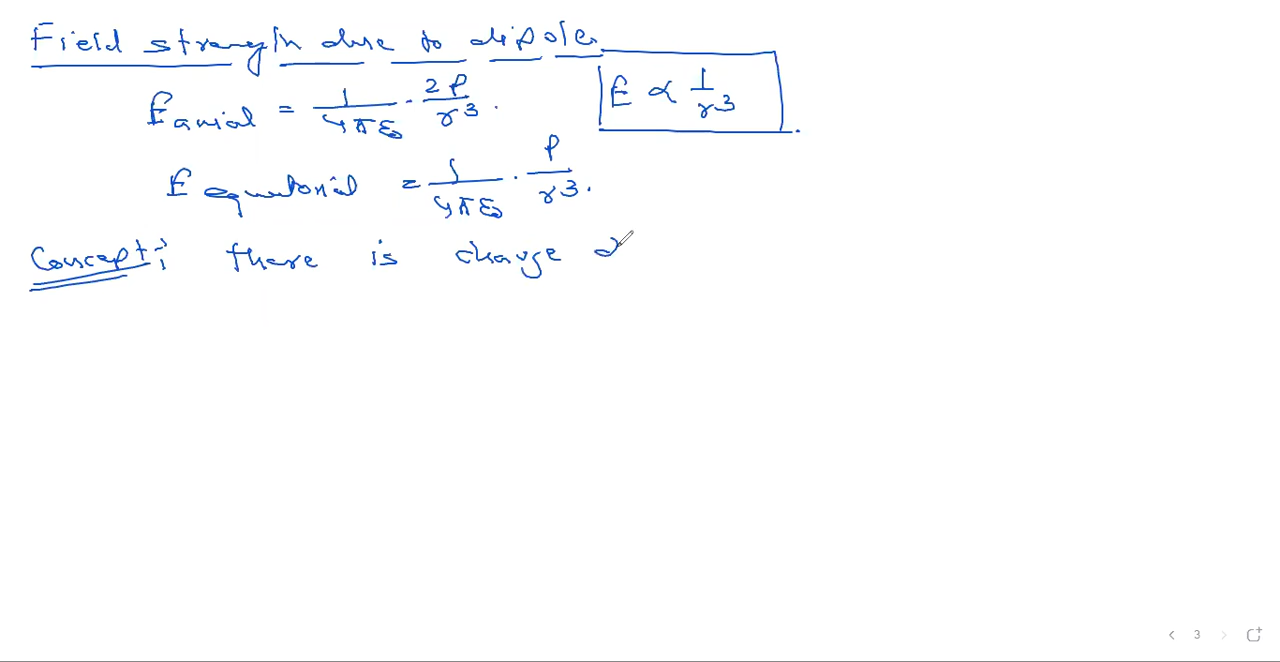 Field strength due to dipole
E axial = 1/4πε₀ · 2P/r³ .
E ∝ 1/r³ .
E equatorial = 1/4πε₀ · P/r³ .
Concept: there is charge
3